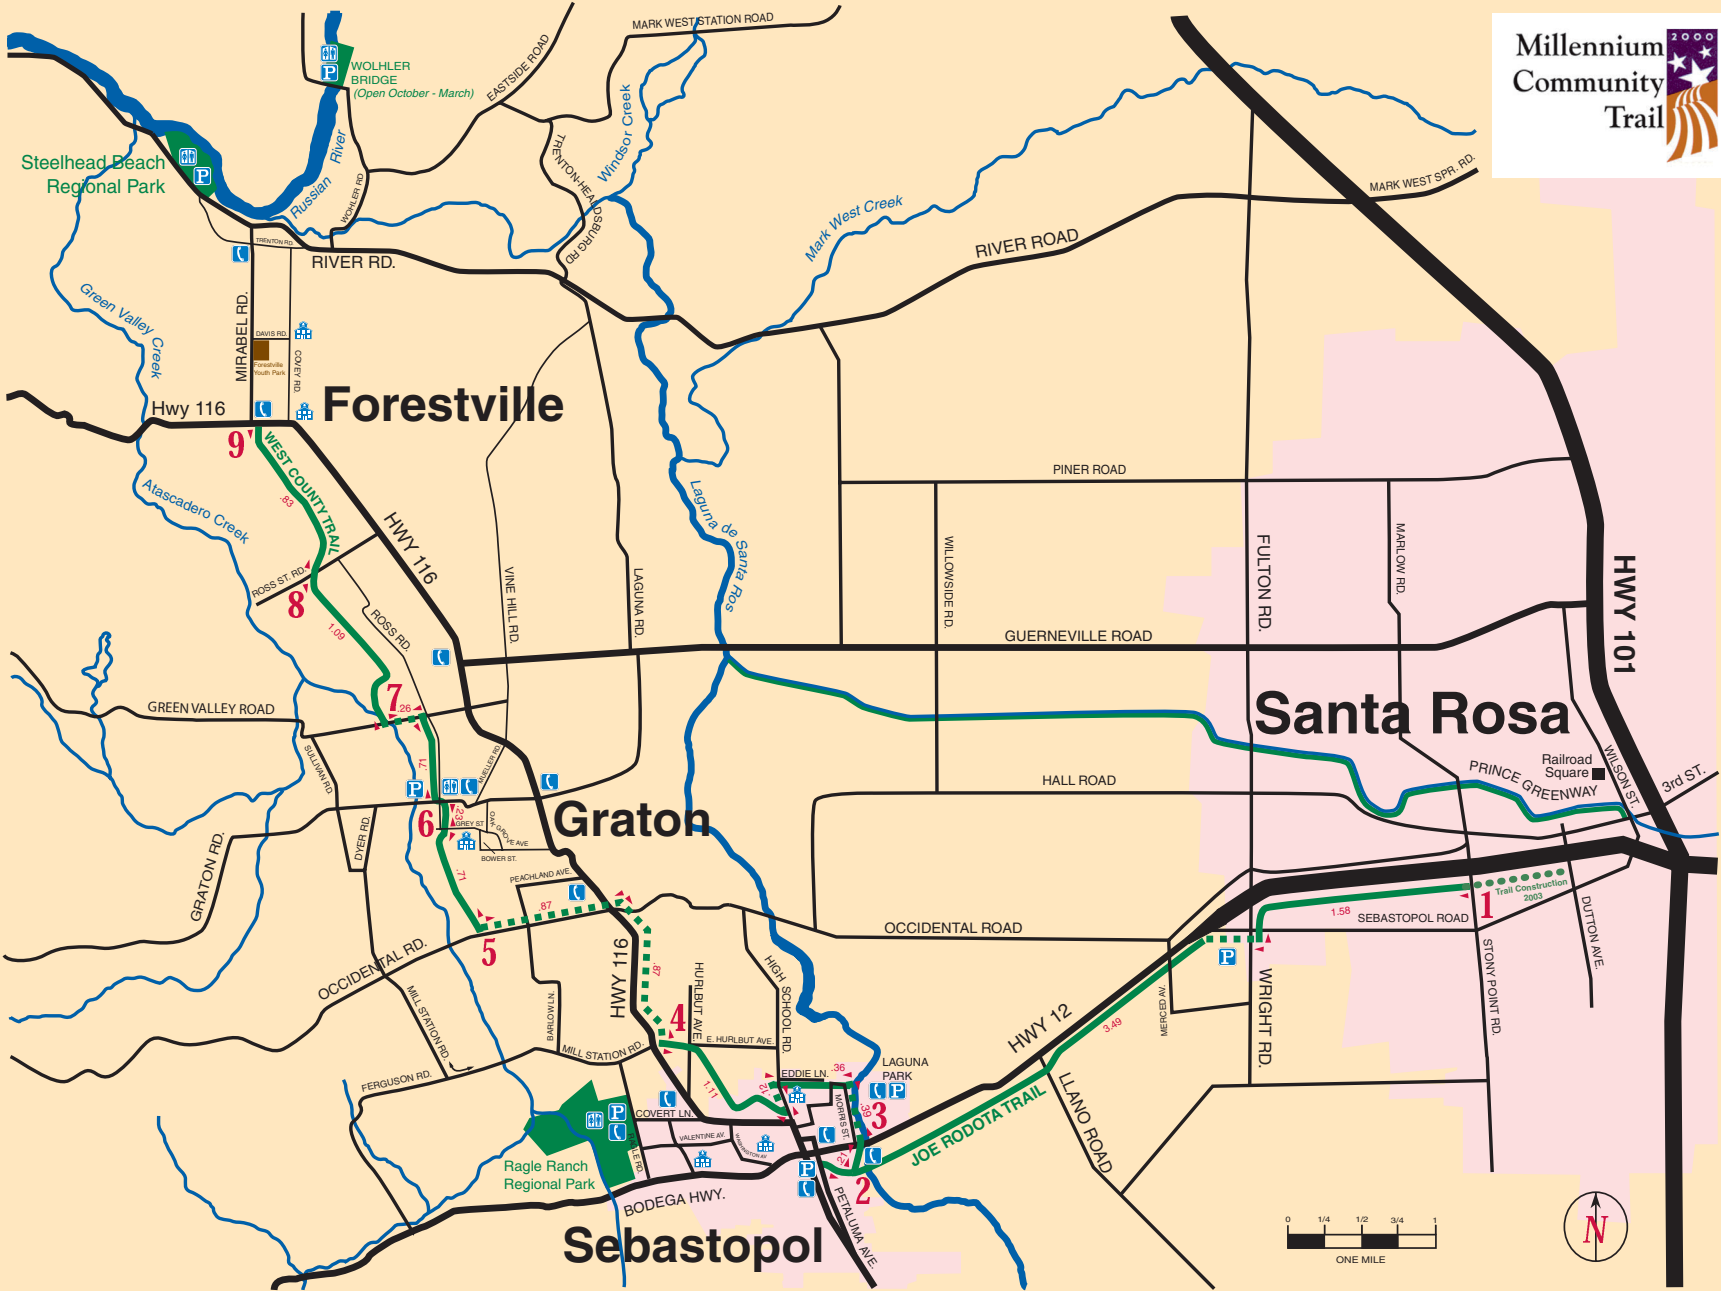 MARK WEST STATION ROAD
Millennium
Community
Trail
2000
EASTSIDE ROAD
WOHLER
BRIDGE
(Open October - March)
Windsor Creek
TRENTON-HEALDSBURG RD
Steelhead Beach
Regional Park
P
P
Russian River
WOHLER RD
MARK WEST SPR. RD.
Mark West Creek
RIVER ROAD
TRENTON RD.
RIVER RD.
Green Valley Creek
MIRABEL RD.
DAVIS RD.
Forestville
Youth Park
COVEY RD.
Hwy 116
Forestville
9
WEST COUNTY TRAIL
.83
Atascadero Creek
HWY 116
Laguna de Santa Ros
PINER ROAD
WILLOWSIDE RD.
FULTON RD.
MARLOW RD.
HWY 101
ROSS ST. RD.
8
1.09
ROSS RD.
VINE HILL RD.
LAGUNA RD.
GUERNEVILLE ROAD
Santa Rosa
7
.26
GREEN VALLEY ROAD
SULLIVAN RD.
.71
MUELLER RD.
P
Railroad
Square
WILSON ST.
3rd ST.
PRINCE GREENWAY
HALL ROAD
Graton
6
.23
GREY ST
OAK GROVE AVE
BOWER ST.
DYER RD.
GRATON RD.
.71
PEACHLAND AVE.
.87
5
OCCIDENTAL RD.
OCCIDENTAL ROAD
Trail Construction
2003
1
1.58
SEBASTOPOL ROAD
DUTTON AVE.
STONY POINT RD.
P
WRIGHT RD.
MERCED AV.
3.49
HWY 12
HWY 116
.87
HURLBUT AVE.
HIGH SCHOOL RD.
MILL STATION RD.
BARLOW LN.
4
E. HURLBUT AVE.
MILL STATION RD.
FERGUSON RD.
1.11
EDDIE LN.
.36
.12
LAGUNA
PARK
P
3
.39
MORRIS ST.
COVERT LN.
VALENTINE AV.
WASHINGTON AV
RAGLE RD.
P
Ragle Ranch
Regional Park
P
.21
2
JOE RODOTA TRAIL
LLANO ROAD
BODEGA HWY.
PETALUMA AVE.
Sebastopol
0 1/4 1/2 3/4 1
ONE MILE
N